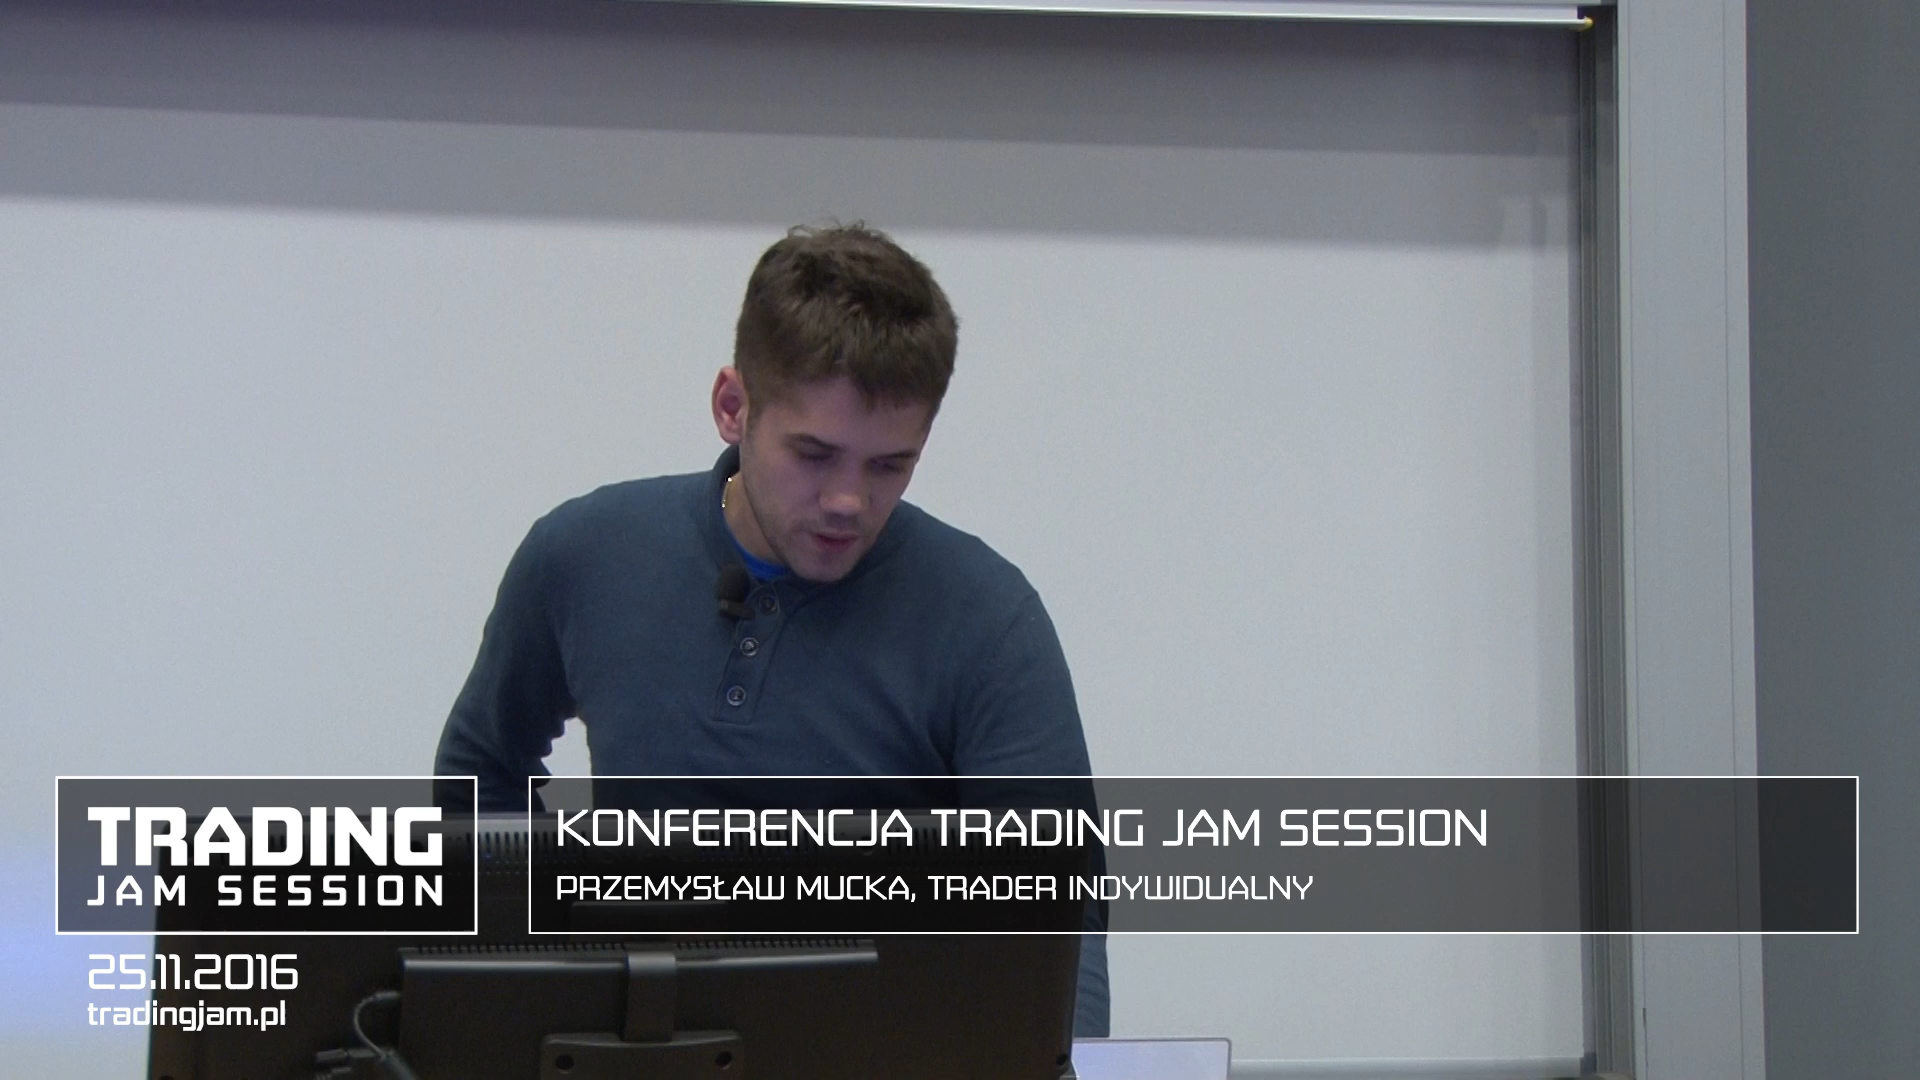 TRADING
JAM SESSION
KONFERENCJA TRADING JAM SESSION
PRZEMYSŁAW MUCKA, TRADER INDYWIDUALNY
25.11.2016
tradingjam.pl